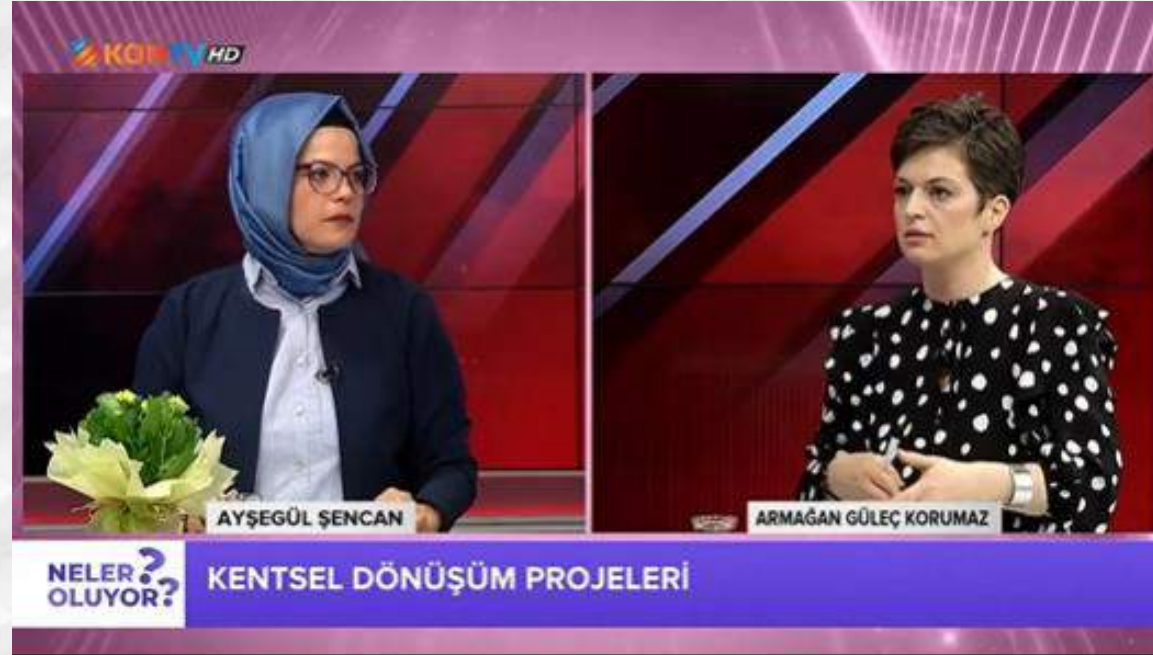 KONTV HD
AYŞEGÜL ŞENCAN
ARMAĞAN GÜLEÇ KORUMAZ
NELER
OLUYOR??
KENTSEL DÖNÜŞÜM PROJELERİ